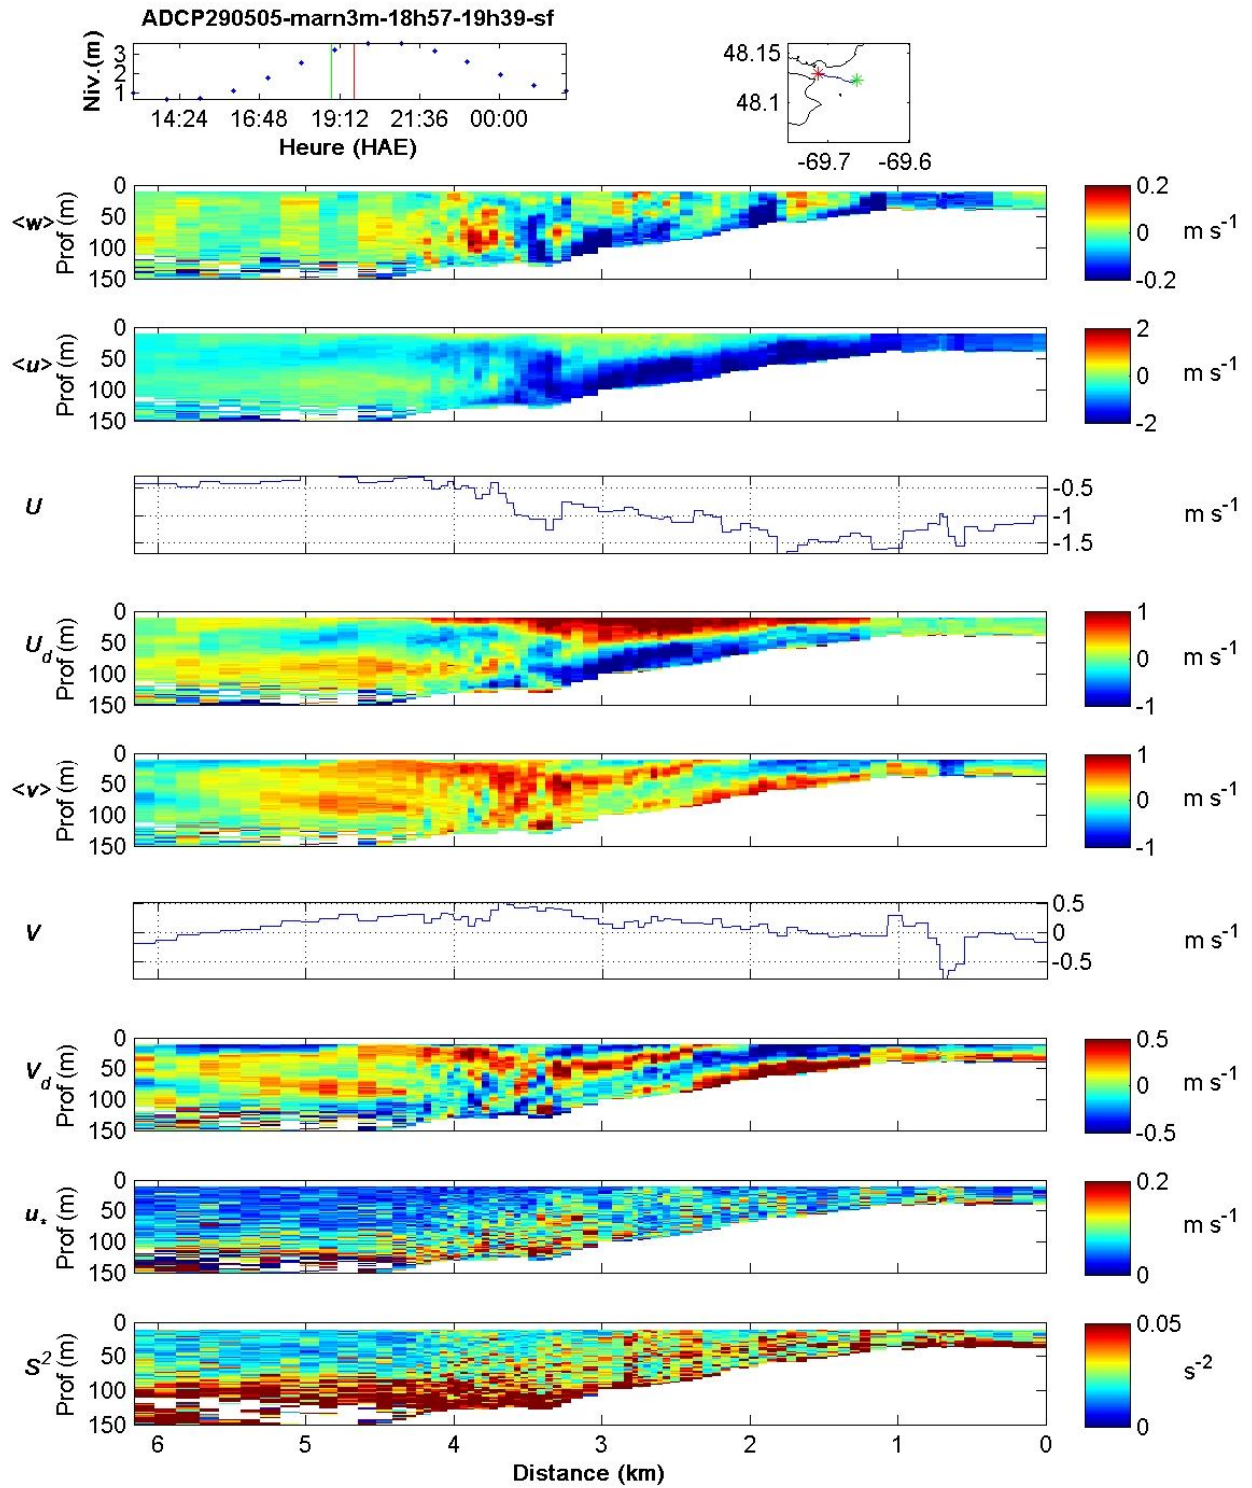 ADCP290505-marn3m-18h57-19h39-sf
Niv.(m)
3
2
1
14:24 16:48 19:12 21:36 00:00
Heure (HAE)
48.15
48.1
-69.7 -69.6
<w>
Prof (m)
0
50
100
150
0.2
0
-0.2
m s-1
<u>
Prof (m)
0
50
100
150
2
0
-2
m s-1
U
-0.5
-1
-1.5
m s-1
Ud
Prof (m)
0
50
100
150
1
0
-1
m s-1
<v>
Prof (m)
0
50
100
150
1
0
-1
m s-1
V
0.5
0
-0.5
m s-1
Vd
Prof (m)
0
50
100
150
0.5
0
-0.5
m s-1
u*
Prof (m)
0
50
100
150
0.2
0
m s-1
S2
Prof (m)
0
50
100
150
0.05
0
s-2
6 5 4 3 2 1 0
Distance (km)